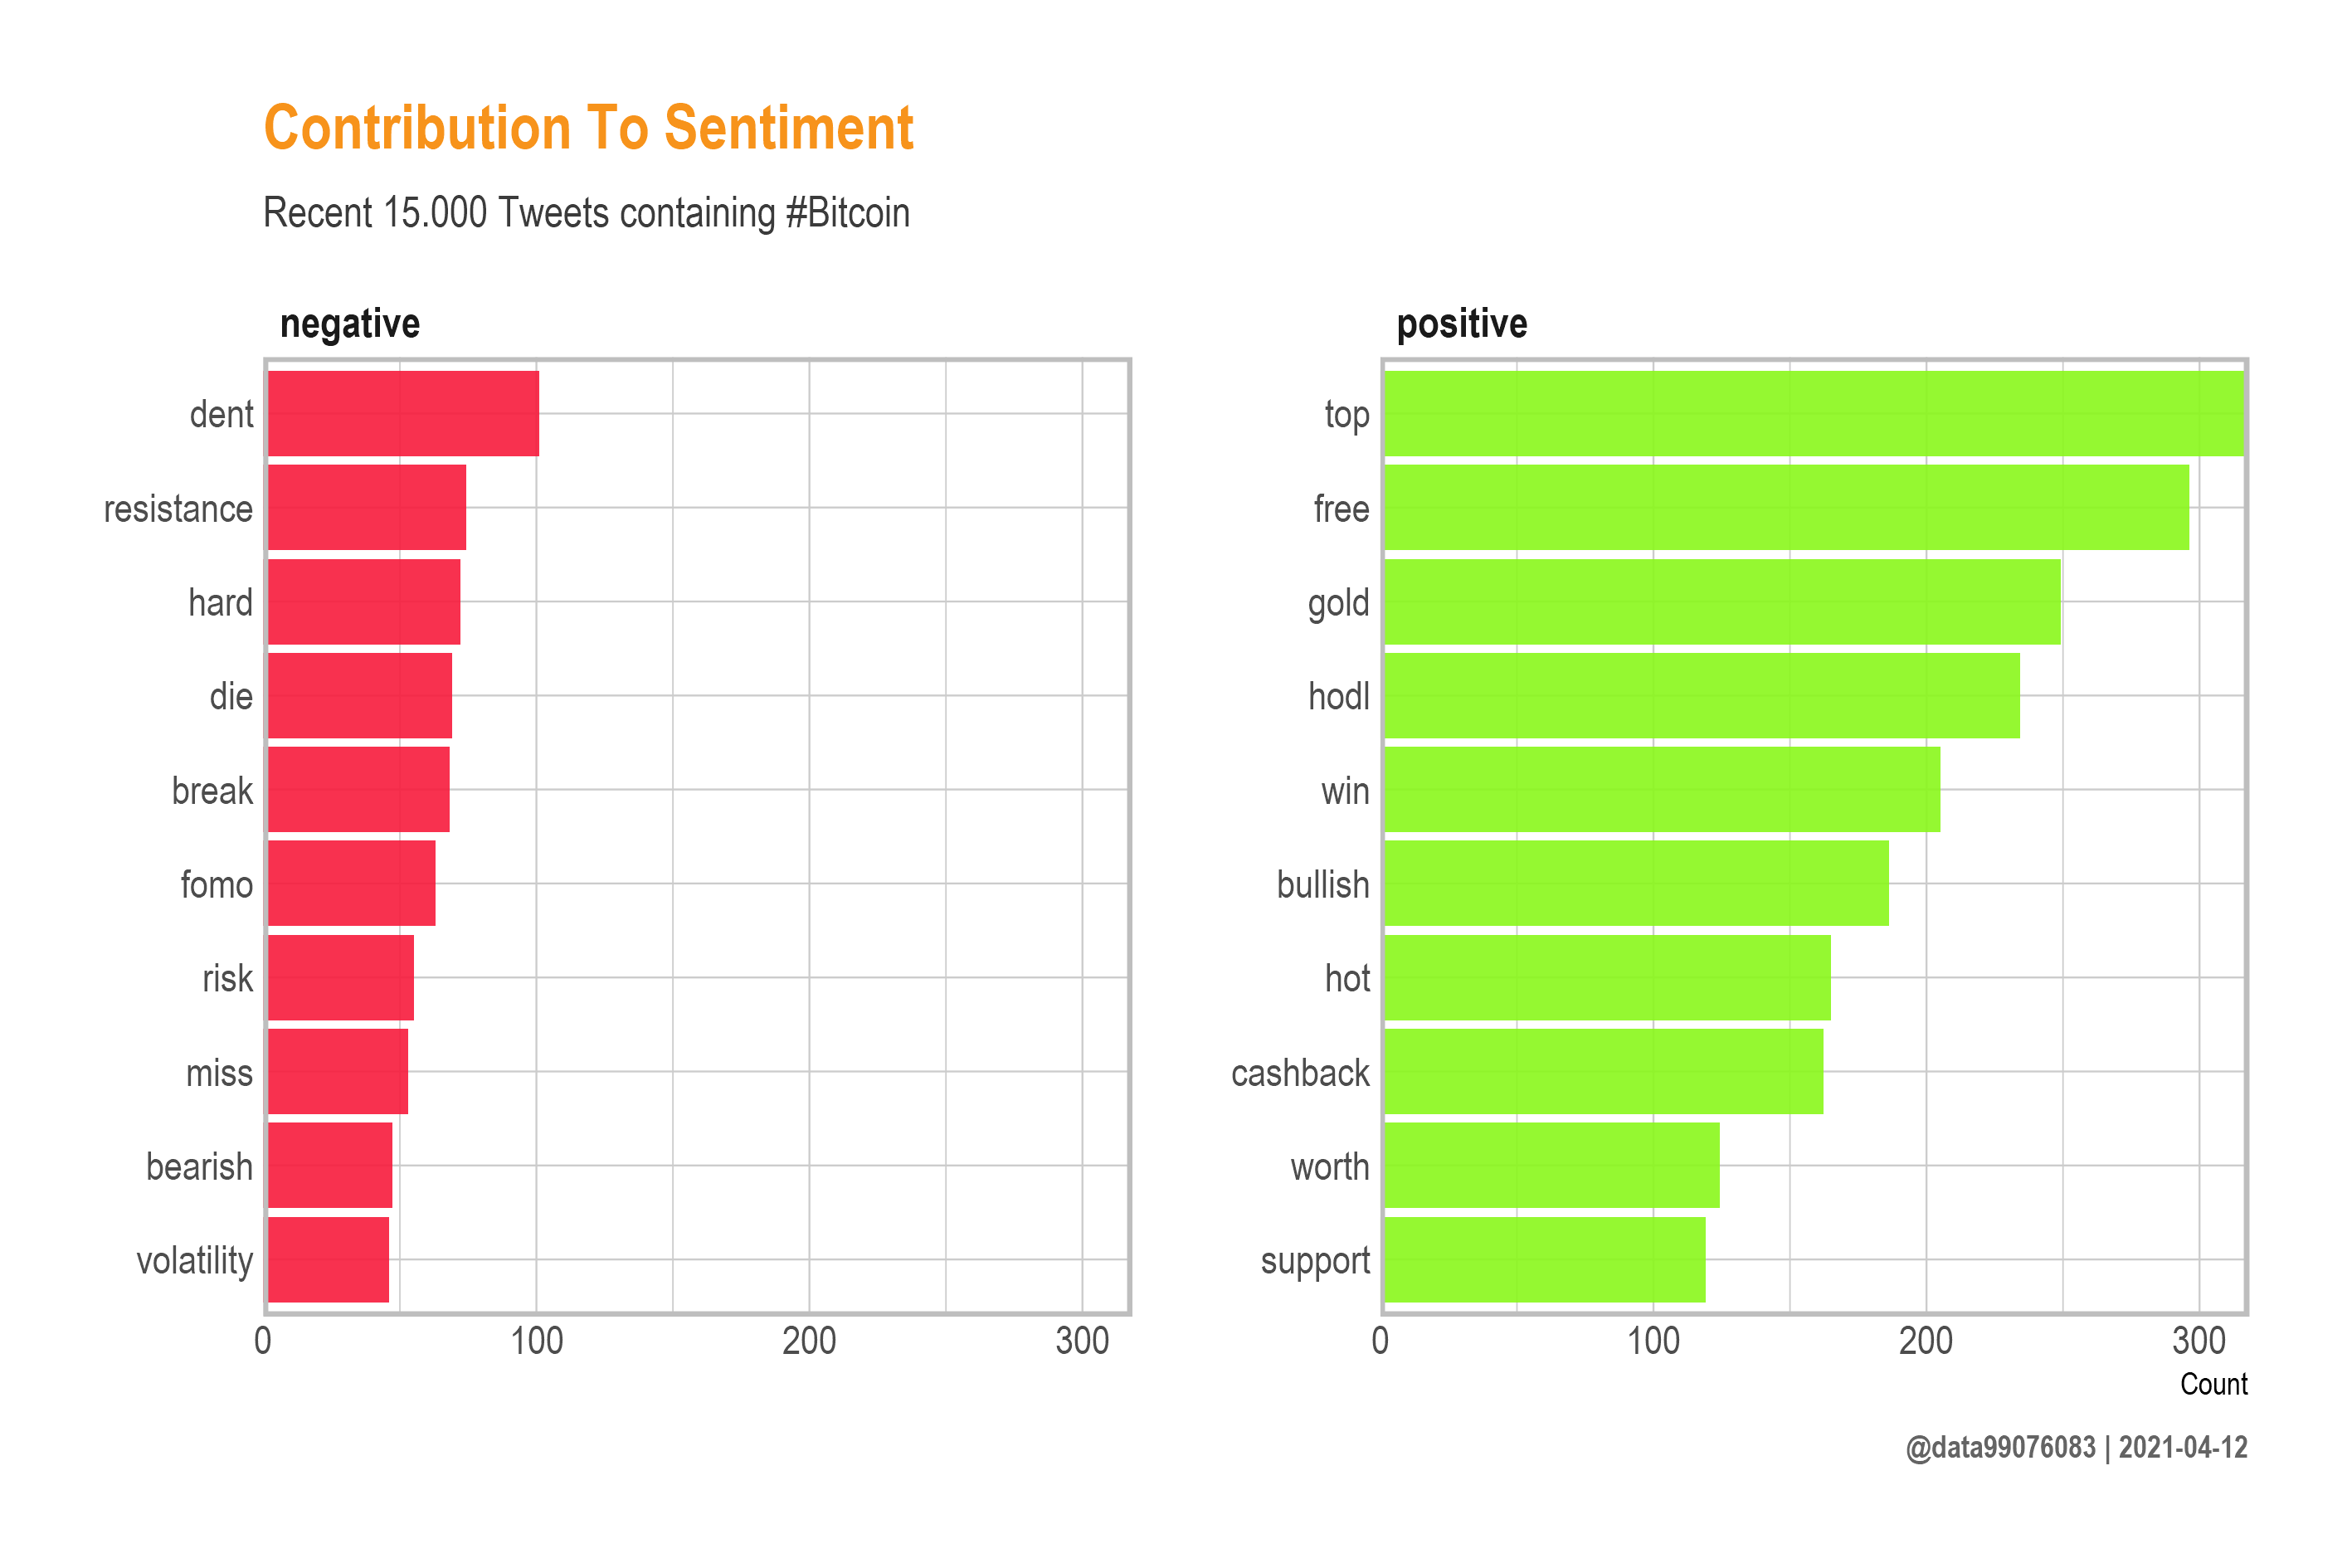 Contribution To Sentiment
Recent 15.000 Tweets containing #Bitcoin
negative
dent
resistance
hard
die
break
fomo
risk
miss
bearish
volatility
0 100 200 300
positive
top
free
gold
hodl
win
bullish
hot
cashback
worth
support
0 100 200 300
Count
@data99076083 | 2021-04-12